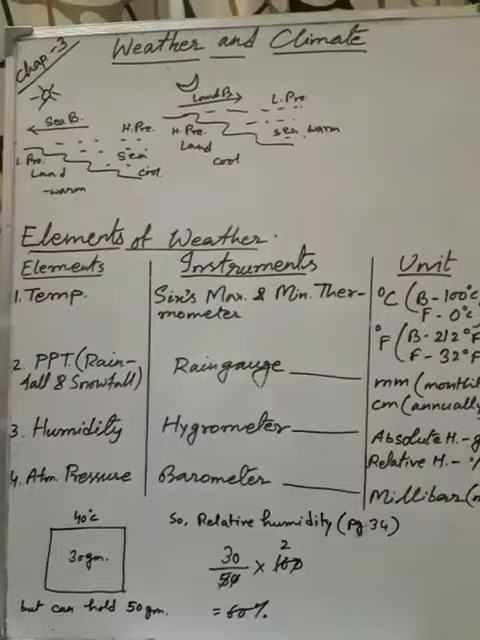 Chap.-3
Weather and Climate
Sea B.
H. Pre.
L. Pre.
Sea
Land
cool
-warm
Land B
L. Pre.
H. Pre.
sea warm
Land
cool
Elements of Weather.
Elements
Instruments
Unit
1. Temp.
Six's Max. & Min. Ther-
mometer
°C (B- 100°C
F - 0°C
°F (B- 212°F
F - 32°F
2. PPT. (Rain-
fall & Snowfall)
Raingauge
mm (monthl
cm (annually
3. Humidity
Hygrometer
Absolute H. - g
Relative H. - %
4. Atm. Pressure
Barometer
Millibar (m
40°C
30gm.
but can hold 50gm.
So, Relative humidity (Pg.34)
30/50 × 100 2
= 60%